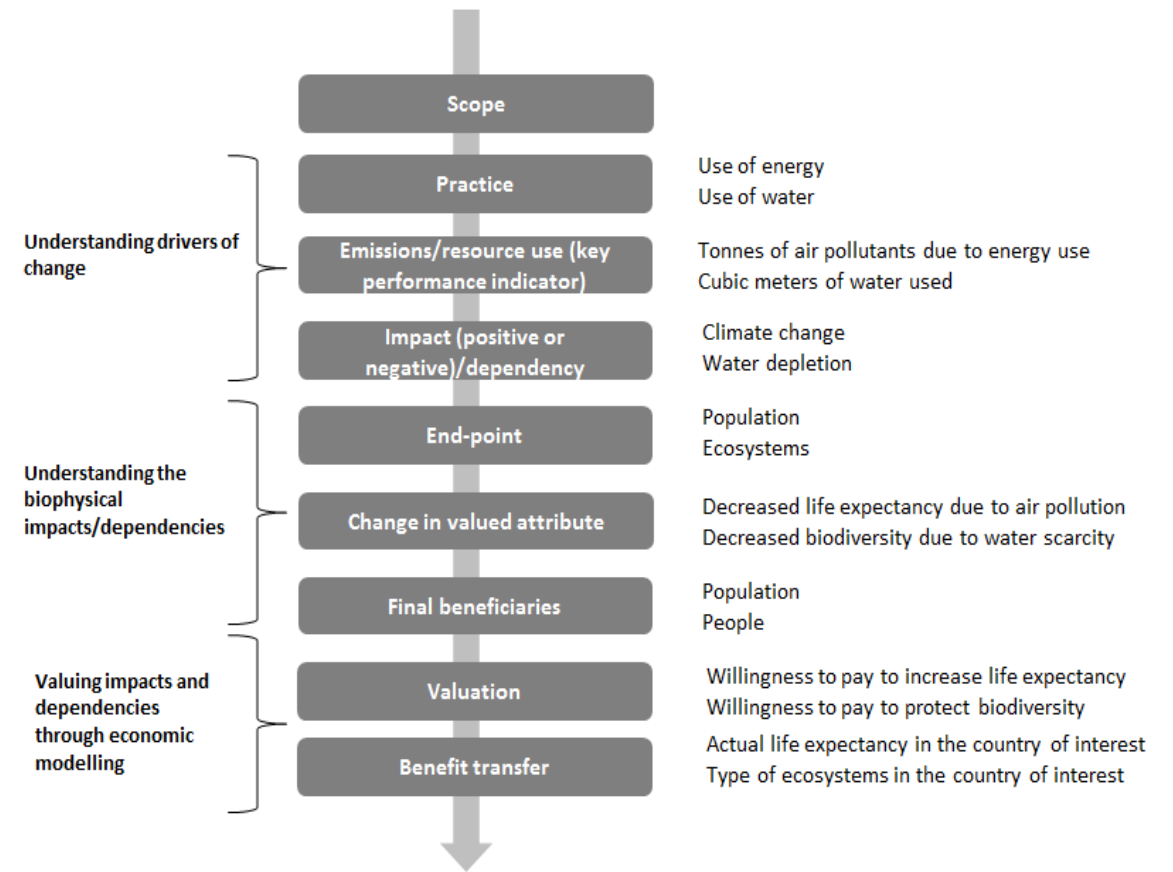 Scope
Understanding drivers of
change
Practice
Use of energy
Use of water
Emissions/resource use (key
performance indicator)
Tonnes of air pollutants due to energy use
Cubic meters of water used
Impact (positive or
negative)/dependency
Climate change
Water depletion
Understanding the
biophysical
impacts/dependencies
End-point
Population
Ecosystems
Change in valued attribute
Decreased life expectancy due to air pollution
Decreased biodiversity due to water scarcity
Final beneficiaries
Population
People
Valuing impacts and
dependencies
through economic
modelling
Valuation
Willingness to pay to increase life expectancy
Willingness to pay to protect biodiversity
Benefit transfer
Actual life expectancy in the country of interest
Type of ecosystems in the country of interest